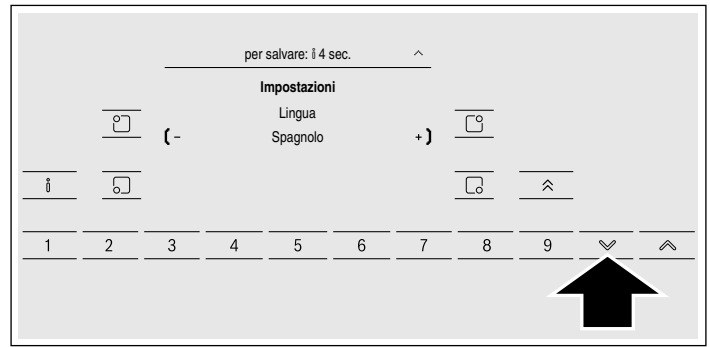 per salvare: i 4 sec.
Impostazioni
Lingua
Spagnolo
- +
i
1 2 3 4 5 6 7 8 9